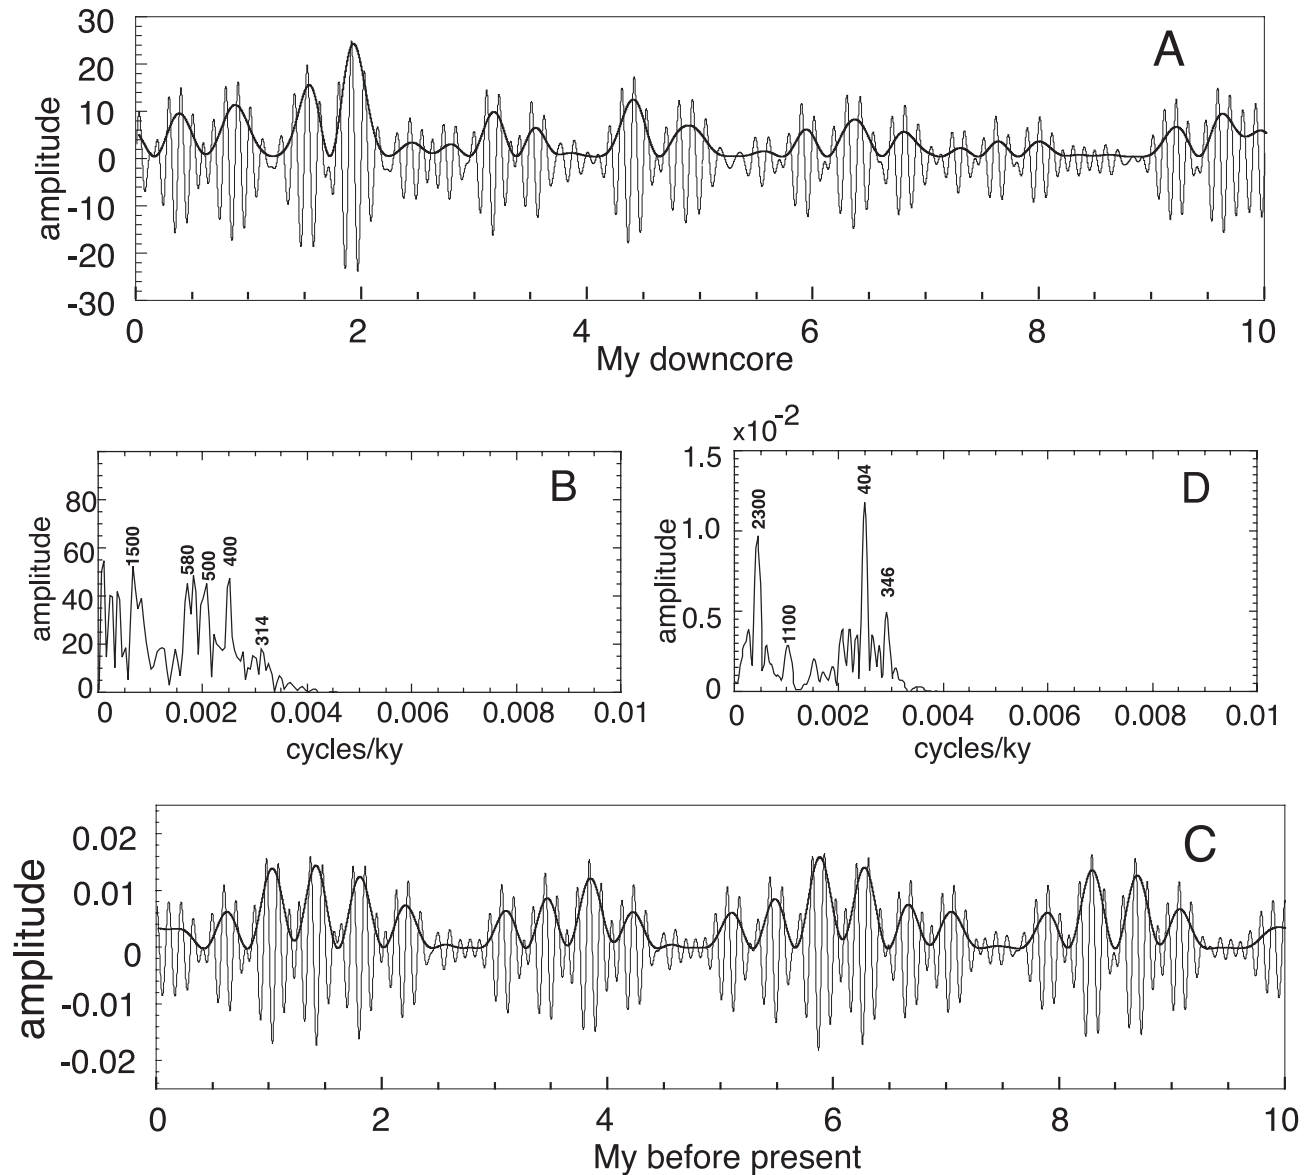 30
20
10
0
-10
-20
-30
amplitude
A
0 2 4 6 8 10
My downcore
80
60
40
20
0
amplitude
1500
580
500
400
314
B
0 0.002 0.004 0.006 0.008 0.01
cycles/ky
x10-2
1.5
1.0
0.5
0
amplitude
2300
1100
404
346
D
0 0.002 0.004 0.006 0.008 0.01
cycles/ky
0.02
0.01
0
-0.01
-0.02
amplitude
C
0 2 4 6 8 10
My before present